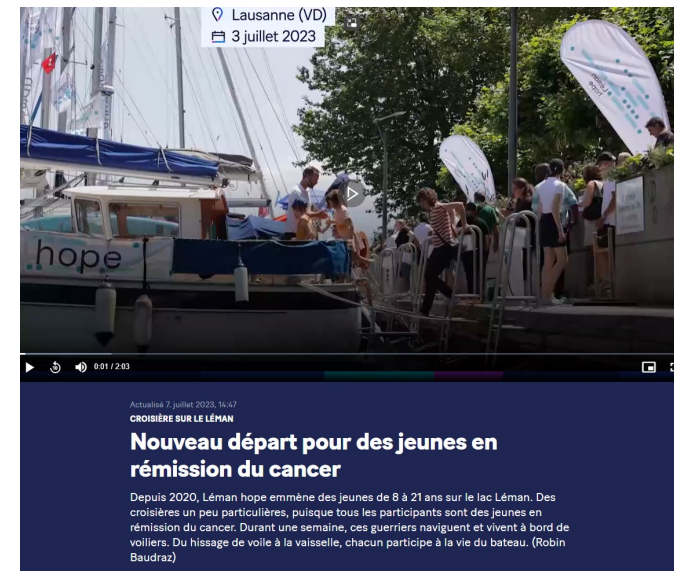 Lausanne (VD)
3 juillet 2023
hope
0:01 / 2:03
Actualisé 7. juillet 2023, 14:47
CROISIÈRE SUR LE LÉMAN
Nouveau départ pour des jeunes en
rémission du cancer
Depuis 2020, Léman hope emmène des jeunes de 8 à 21 ans sur le lac Léman. Des
croisières un peu particulières, puisque tous les participants sont des jeunes en
rémission du cancer. Durant une semaine, ces guerriers naviguent et vivent à bord de
voiliers. Du hissage de voile à la vaisselle, chacun participe à la vie du bateau. (Robin
Baudraz)